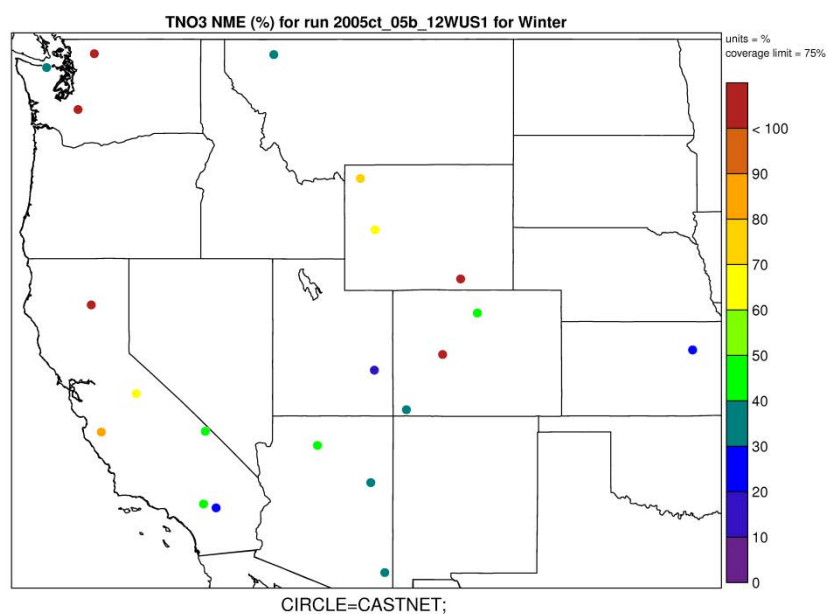 TNO3 NME (%) for run 2005ct_05b_12WUS1 for Winter
units = %
coverage limit = 75%
< 100
90
80
70
60
50
40
30
20
10
0
CIRCLE=CASTNET;